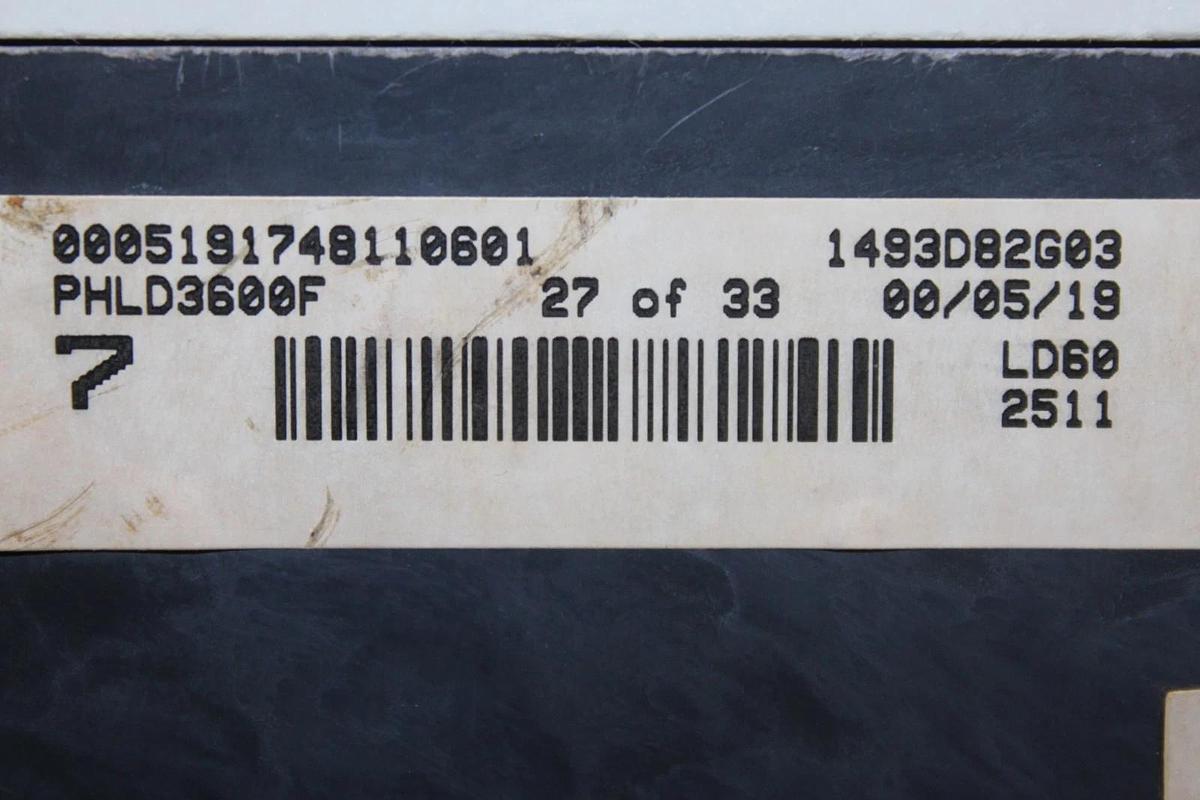 0005191748110601 1493D82G03
PHLD3600F 27 of 33 00/05/19
7 LD60
2511